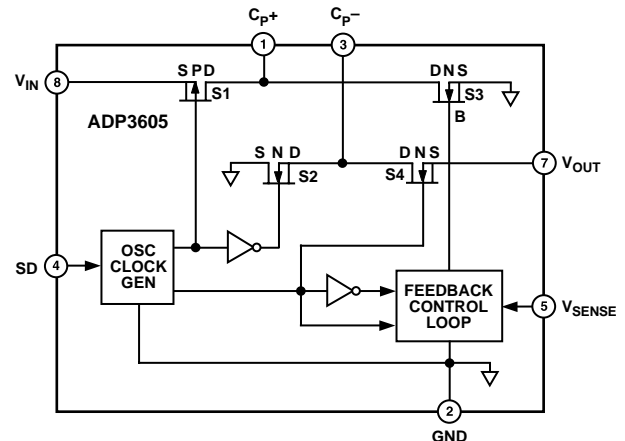 CP+ CP–
1 3
VIN 8 S P D S1 D N S S3
B
ADP3605
S N D S2 D N S S4 7 VOUT
SD 4 OSC
CLOCK
GEN
FEEDBACK
CONTROL
LOOP
5 VSENSE
2
GND